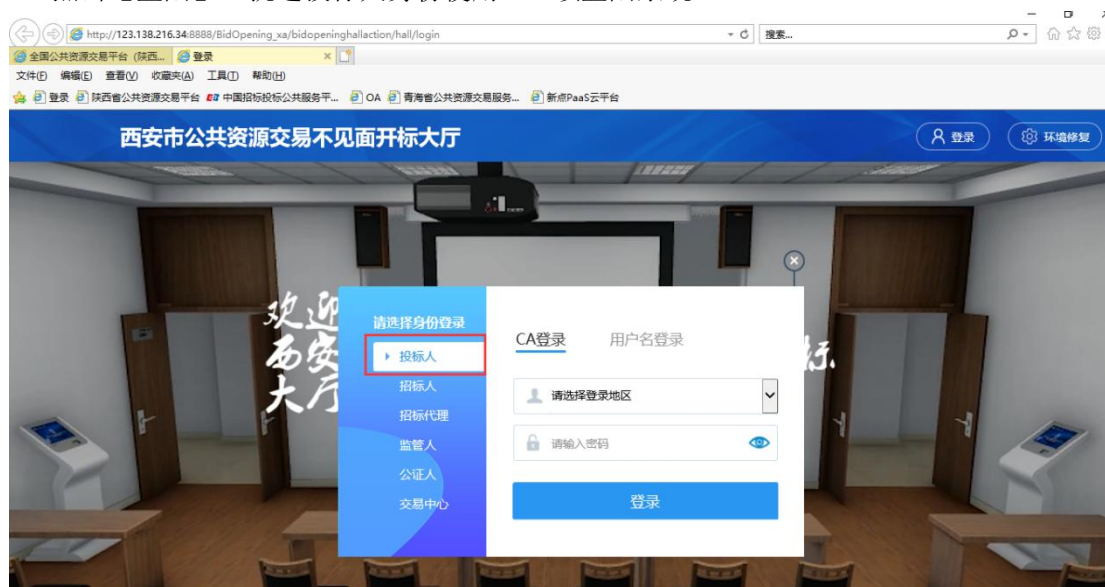 http://123.138.216.34:8888/BidOpening_xa/bidopeninghallaction/hall/login
搜索...
全国公共资源交易平台 (陕西...
登录
文件(F) 编辑(E) 查看(V) 收藏夹(A) 工具(T) 帮助(H)
登录 陕西省公共资源交易平台 中国招标投标公共服务平... OA 青海省公共资源交易服务... 新点PaaS云平台
西安市公共资源交易不见面开标大厅
登录
环境修复
欢迎
西安
大厅
标
请选择身份登录
投标人
招标人
招标代理
监管人
公证人
交易中心
CA登录 用户名登录
请选择登录地区
请输入密码
登录